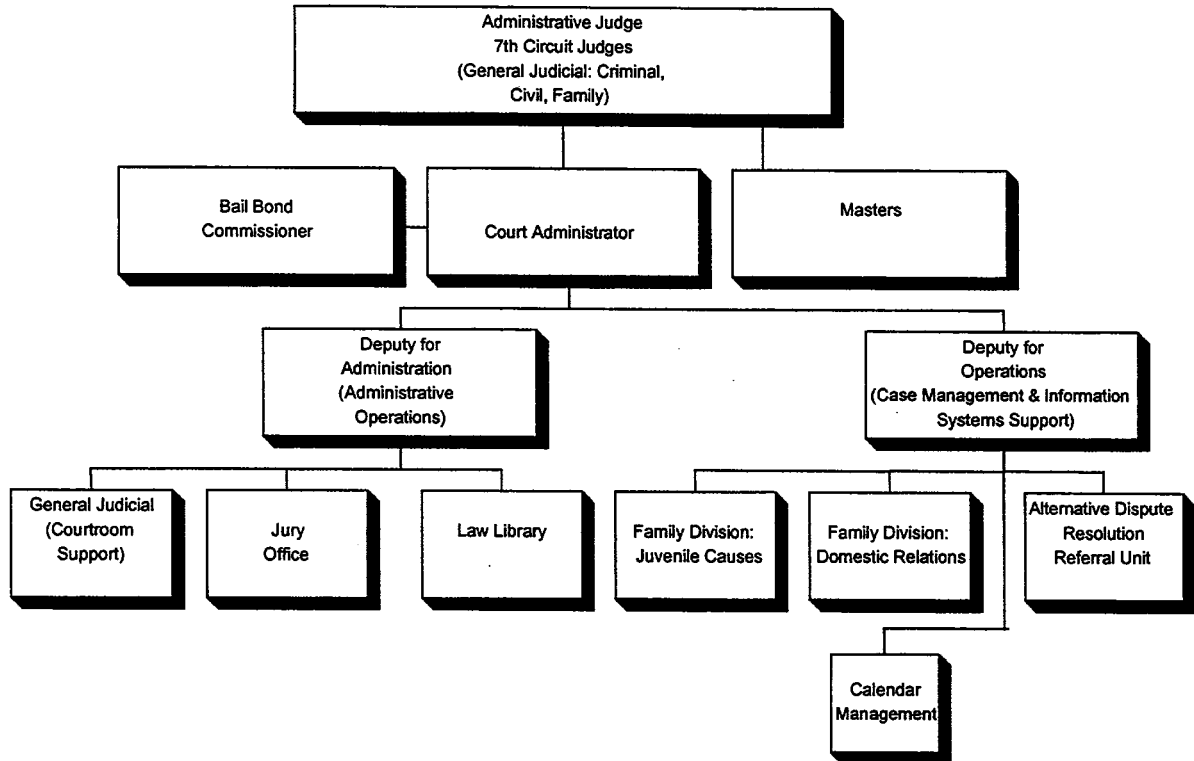 Administrative Judge
7th Circuit Judges
(General Judicial: Criminal,
Civil, Family)
Bail Bond
Commissioner
Court Administrator
Masters
Deputy for
Administration
(Administrative
Operations)
Deputy for
Operations
(Case Management & Information
Systems Support)
General Judicial
(Courtroom
Support)
Jury
Office
Law Library
Family Division:
Juvenile Causes
Family Division:
Domestic Relations
Alternative Dispute
Resolution
Referral Unit
Calendar
Management